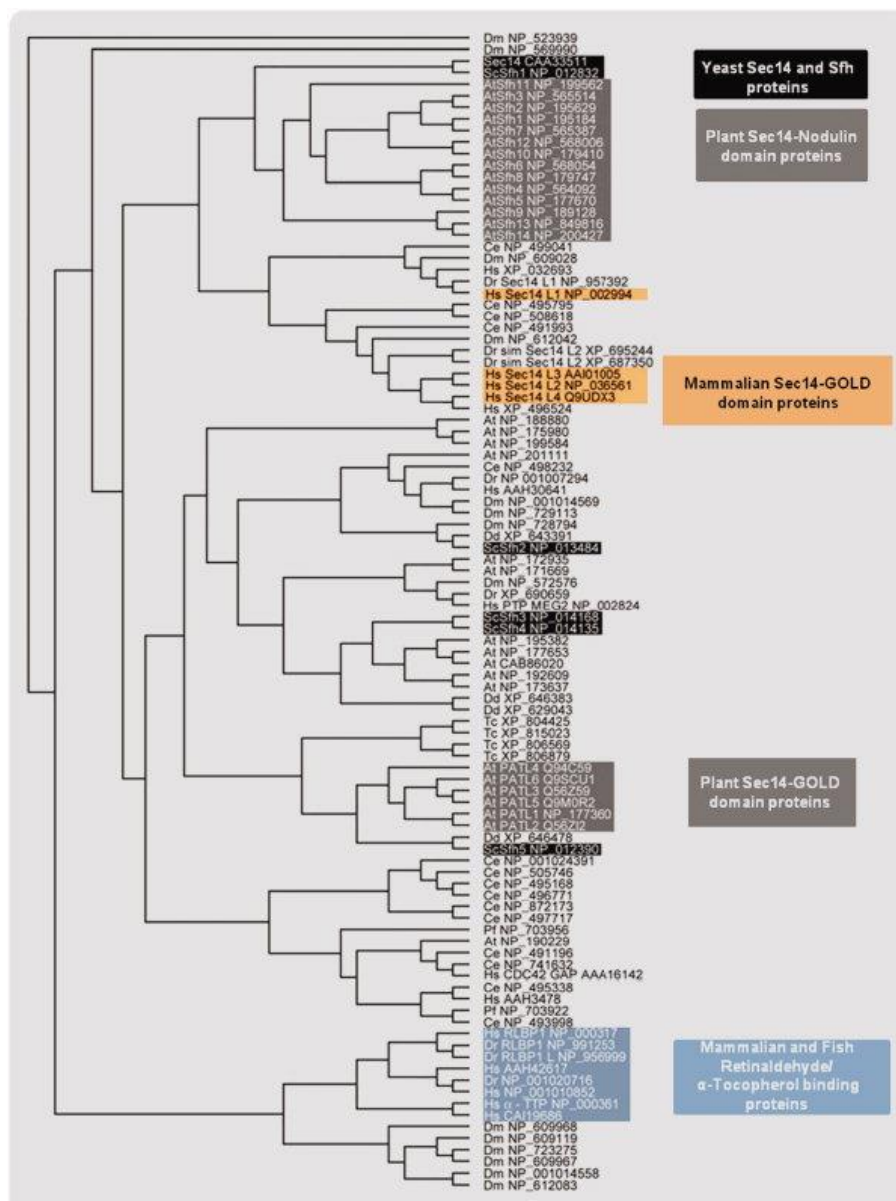 Dm NP_523939
Dm NP_569990
Sec14 CAA33511
ScSfh1 NP_012832
AtSfh11 NP_199562
AtSfh3 NP_565514
AtSfh2 NP_195629
AtSfh1 NP_195184
AtSfh7 NP_565387
AtSfh12 NP_568006
AtSfh10 NP_179410
AtSfh6 NP_568054
AtSfh8 NP_179747
AtSfh4 NP_564092
AtSfh5 NP_177670
AtSfh9 NP_189128
AtSfh13 NP_849816
AtSfh14 NP_200427
Ce NP_499041
Dm NP_609028
Hs XP_032693
Dr Sec14 L1 NP_957392
Hs Sec14 L1 NP_002994
Ce NP_495795
Ce NP_508618
Ce NP_491993
Dm NP_612042
Dr sim Sec14 L2 XP_695244
Dr sim Sec14 L2 XP_687350
Hs Sec14 L3 AAI01005
Hs Sec14 L2 NP_036561
Hs Sec14 L4 Q9UDX3
Hs XP_496524
At NP_188880
At NP_175980
At NP_199584
At NP_201111
Ce NP_498232
Dr NP 001007294
Hs AAH30641
Dm NP_001014569
Dm NP_729113
Dm NP_728794
Dd XP_643391
ScSfh2 NP_013484
At NP_172935
At NP_171669
Dm NP_572576
Dr XP_690659
Hs PTP MEG2 NP_002824
ScSfh3 NP_014168
ScSfh4 NP_014135
At NP_195382
At NP_177653
At CAB86020
At NP_192609
At NP_173637
Dd XP_646383
Dd XP_629043
Tc XP_804425
Tc XP_815023
Tc XP_806569
Tc XP_806879
At PATL4 Q94C59
At PATL6 Q9SCU1
At PATL3 Q56Z59
At PATL5 Q9M0R2
At PATL1 NP_177360
At PATL2 Q56ZI2
Dd XP_646478
ScSfh5 NP_012390
Ce NP_001024391
Ce NP_505746
Ce NP_495168
Ce NP_496771
Ce NP_872173
Ce NP_497717
Pf NP_703956
At NP_190229
Ce NP_491196
Ce NP_741632
Hs CDC42 GAP AAA16142
Ce NP_495338
Hs AAH3478
Pf NP_703922
Ce NP_493998
Hs RLBP1 NP_000317
Dr RLBP1 NP_991253
Dr RLBP1 L NP_956999
Hs AAH42617
Dr NP_001020716
Hs NP_001010852
Hs α - TTP NP_000361
Hs CAI19686
Dm NP_609968
Dm NP_609119
Dm NP_723275
Dm NP_609967
Dm NP_001014558
Dm NP_612083
Yeast Sec14 and Sfh
proteins
Plant Sec14-Nodulin
domain proteins
Mammalian Sec14-GOLD
domain proteins
Plant Sec14-GOLD
domain proteins
Mammalian and Fish
Retinaldehyde/
α-Tocopherol binding
proteins